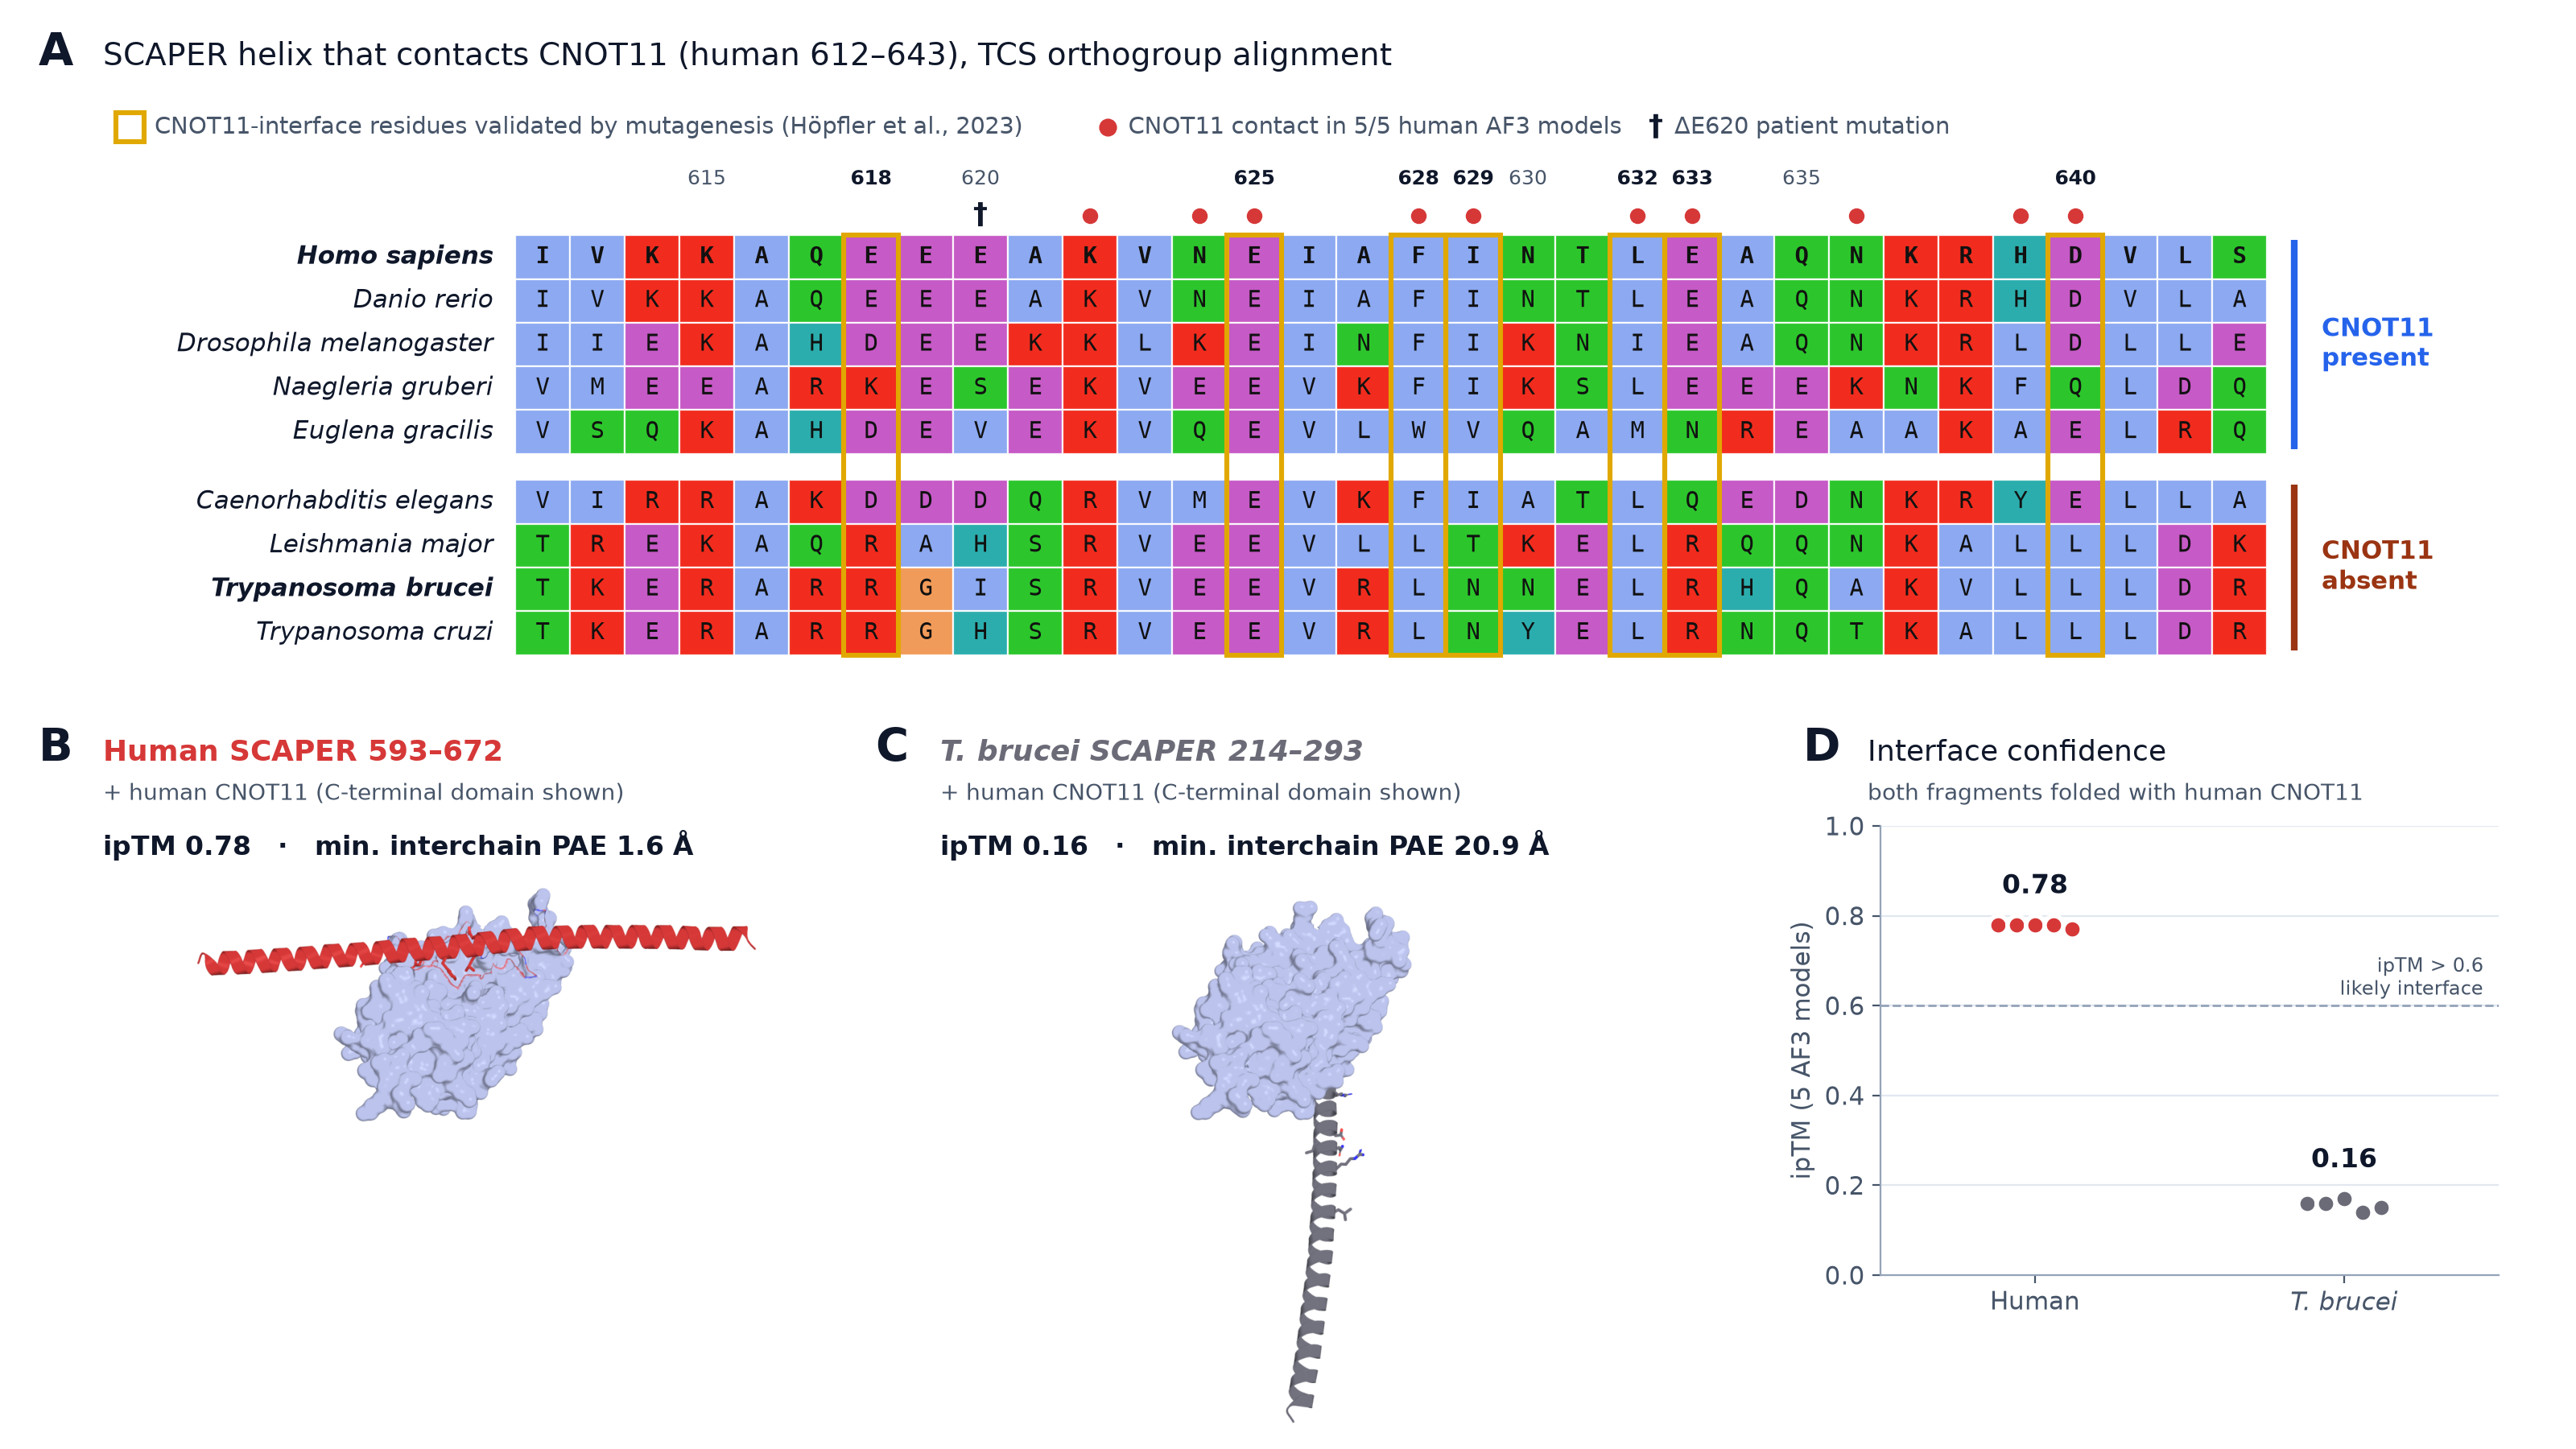 A SCAPER helix that contacts CNOT11 (human 612–643), TCS orthogroup alignment
CNOT11-interface residues validated by mutagenesis (Höpfler et al., 2023) CNOT11 contact in 5/5 human AF3 models † ΔE620 patient mutation
615 618 620 625 628 629 630 632 633 635 640
†
Homo sapiens I V K K A Q E E E A K V N E I A F I N T L E A Q N K R H D V L S
Danio rerio I V K K A Q E E E A K V N E I A F I N T L E A Q N K R H D V L A
Drosophila melanogaster I I E K A H D E E K K L K E I N F I K N I E A Q N K R L D L L E
Naegleria gruberi V M E E A R K E S E K V E E V K F I K S L E E E K N K F Q L D Q
Euglena gracilis V S Q K A H D E V E K V Q E V L W V Q A M N R E A A K A E L R Q
CNOT11
present
Caenorhabditis elegans V I R R A K D D D Q R V M E V K F I A T L Q E D N K R Y E L L A
Leishmania major T R E K A Q R A H S R V E E V L L T K E L R Q Q N K A L L L D K
Trypanosoma brucei T K E R A R R G I S R V E E V R L N N E L R H Q A K V L L L D R
Trypanosoma cruzi T K E R A R R G H S R V E E V R L N Y E L R N Q T K A L L L D R
CNOT11
absent
B Human SCAPER 593–672
+ human CNOT11 (C-terminal domain shown)
ipTM 0.78 · min. interchain PAE 1.6 Å
C T. brucei SCAPER 214–293
+ human CNOT11 (C-terminal domain shown)
ipTM 0.16 · min. interchain PAE 20.9 Å
D Interface confidence
both fragments folded with human CNOT11
ipTM (5 AF3 models)
1.0
0.8
0.6
0.4
0.2
0.0
0.78
ipTM > 0.6
likely interface
0.16
Human
T. brucei